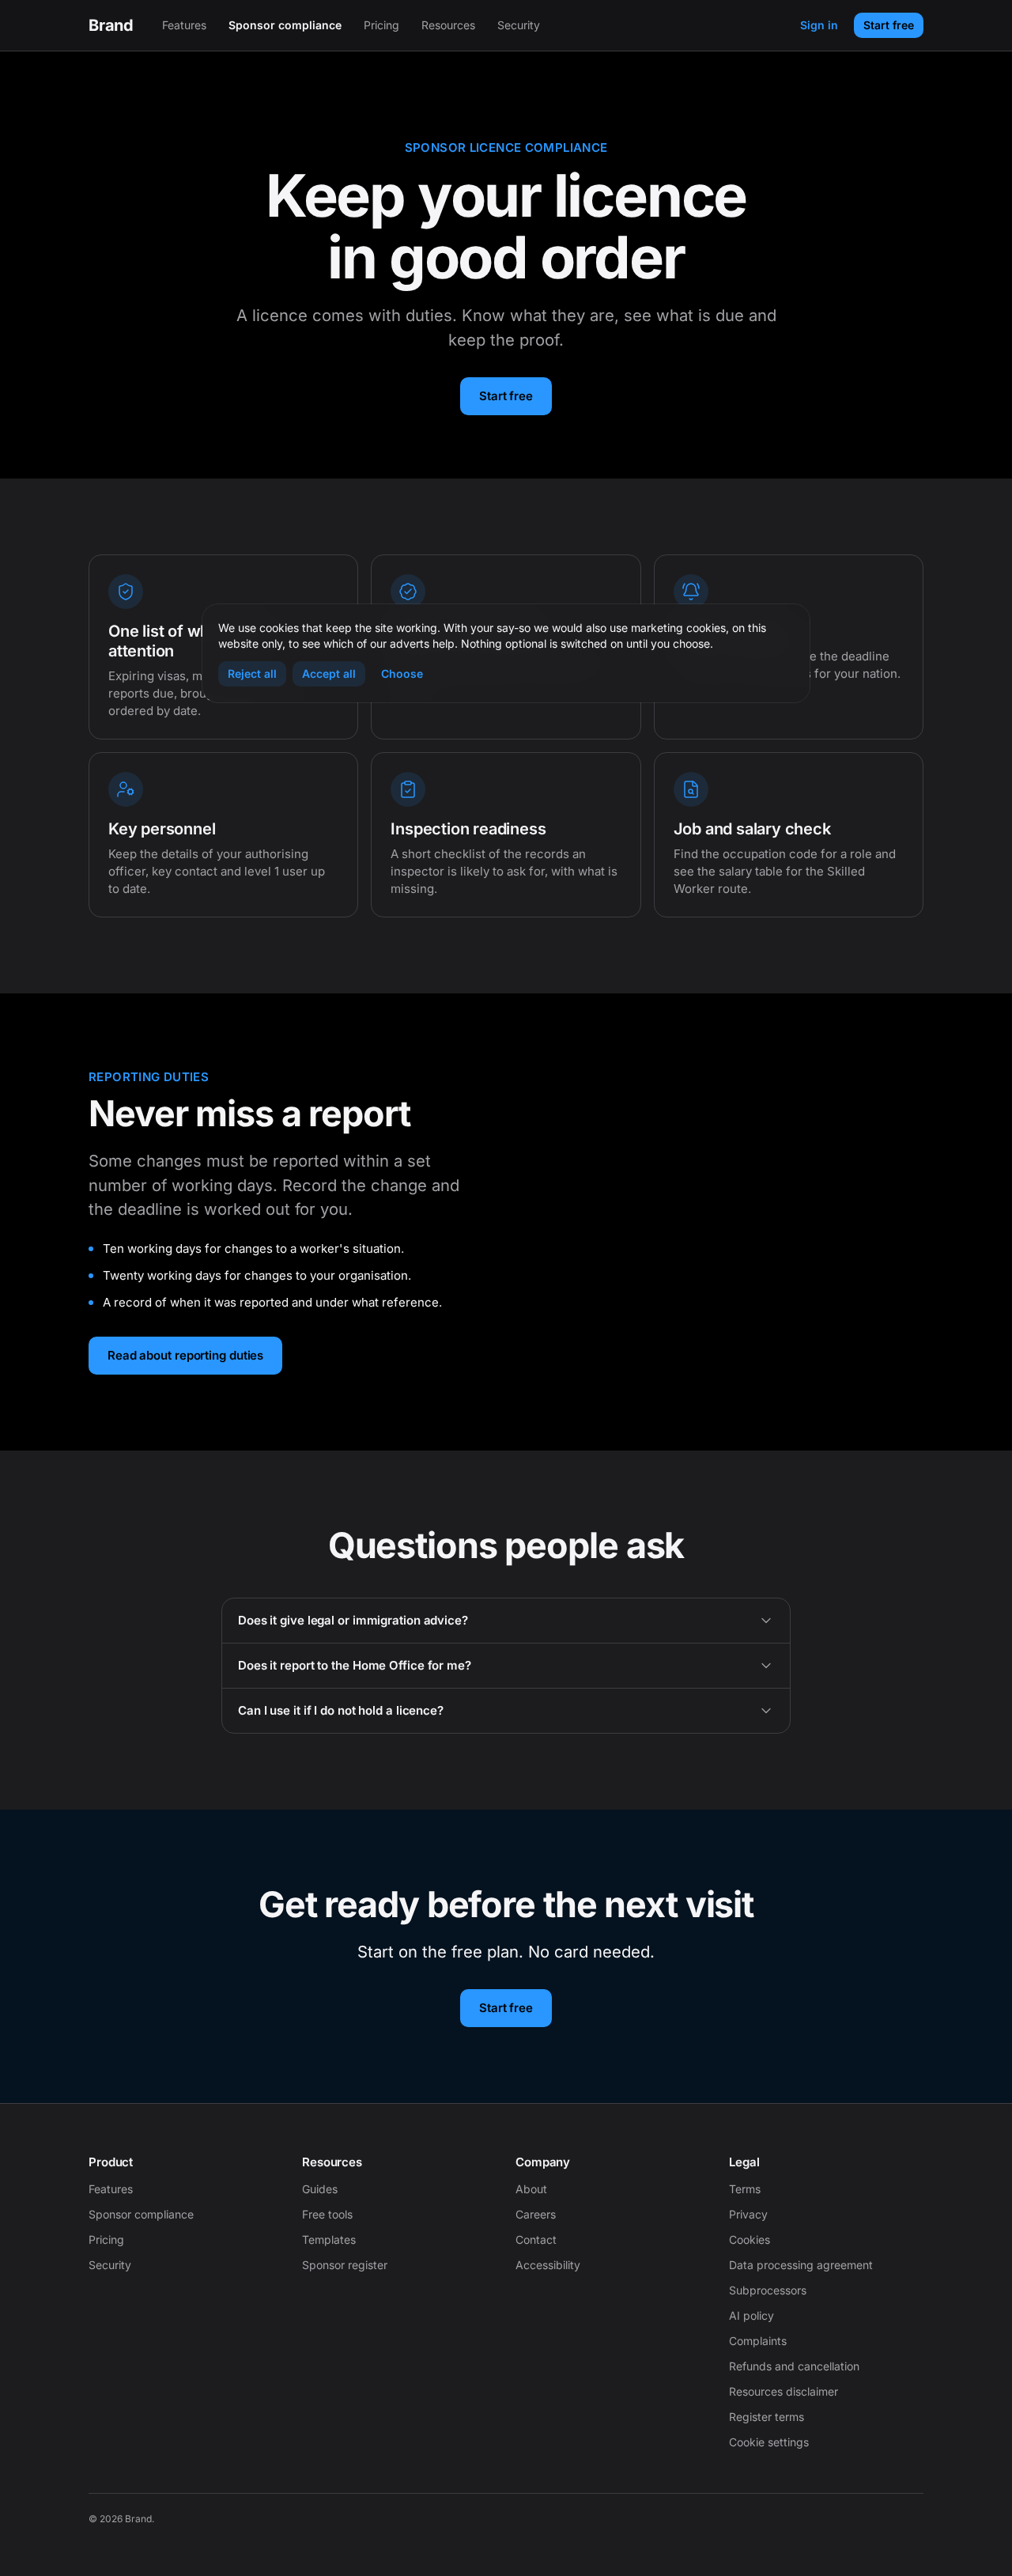 Brand
Features
Sponsor compliance
Pricing
Resources
Security
Sign in
Start free
SPONSOR LICENCE COMPLIANCE
Keep your licence
in good order
A licence comes with duties. Know what they are, see what is due and
keep the proof.
Start free
One list of
attention
Expiring visas,
reports due,
ordered by date.
the deadline
for your nation.
We use cookies that keep the site working. With your say-so we would also use marketing cookies, on this
website only, to see which of our adverts help. Nothing optional is switched on until you choose.
Reject all
Accept all
Choose
Key personnel
Keep the details of your authorising
officer, key contact and level 1 user up
to date.
Inspection readiness
A short checklist of the records an
inspector is likely to ask for, with what is
missing.
Job and salary check
Find the occupation code for a role and
see the salary table for the Skilled
Worker route.
REPORTING DUTIES
Never miss a report
Some changes must be reported within a set
number of working days. Record the change and
the deadline is worked out for you.
Ten working days for changes to a worker's situation.
Twenty working days for changes to your organisation.
A record of when it was reported and under what reference.
Read about reporting duties
Questions people ask
Does it give legal or immigration advice?
Does it report to the Home Office for me?
Can I use it if I do not hold a licence?
Get ready before the next visit
Start on the free plan. No card needed.
Start free
Product
Features
Sponsor compliance
Pricing
Security
Resources
Guides
Free tools
Templates
Sponsor register
Company
About
Careers
Contact
Accessibility
Legal
Terms
Privacy
Cookies
Data processing agreement
Subprocessors
AI policy
Complaints
Refunds and cancellation
Resources disclaimer
Register terms
Cookie settings
© 2026 Brand.